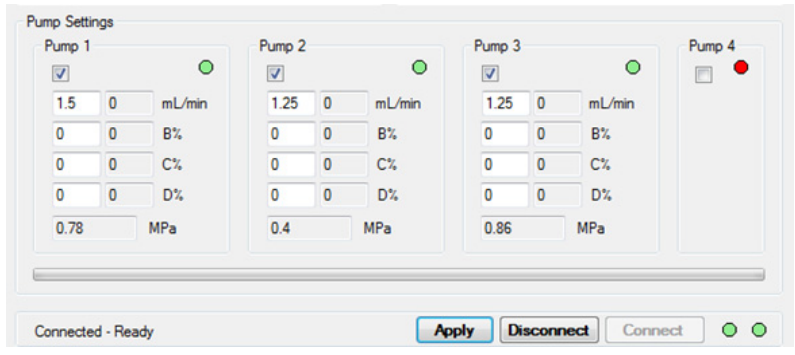 Pump Settings
Pump 1 Pump 2 Pump 3 Pump 4
1.5 0 mL/min 1.25 0 mL/min 1.25 0 mL/min
0 0 B% 0 0 B% 0 0 B%
0 0 C% 0 0 C% 0 0 C%
0 0 D% 0 0 D% 0 0 D%
0.78 MPa 0.4 MPa 0.86 MPa
Connected - Ready Apply Disconnect Connect